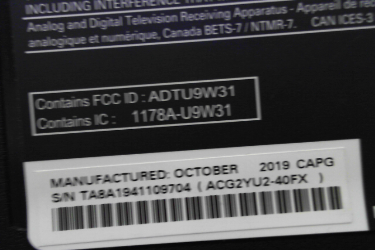 INCLUDING INTERFERENCE
Analog and Digital Television Receiving Apparatus - Appareil de
analogique et numérique, Canada BETS-7 / NTMR-7. CAN ICES-3
Contains FCC ID : ADTU9W31
Contains IC : 1178A-U9W31
MANUFACTURED: OCTOBER 2019 CAPG
S/N TA8A1941109704 ( ACG2YU2-40FX )